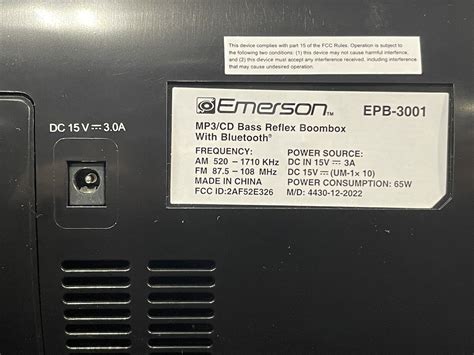 This device complies with part 15 of the FCC Rules. Operation is subject to
the following two conditions: (1) this device may not cause harmful interference,
and (2) this device must accept any interference received, including interference
that may cause undesired operation.
Emerson™ EPB-3001
MP3/CD Bass Reflex Boombox
With Bluetooth®
FREQUENCY:
AM 520 - 1710 KHz
FM 87.5 - 108 MHz
MADE IN CHINA
FCC ID:2AF52E326
POWER SOURCE:
DC IN 15V ⎓ 3A
DC 15V ⎓ (UM-1× 10)
POWER CONSUMPTION: 65W
M/D: 4430-12-2022
DC 15 V ⎓ 3.0A